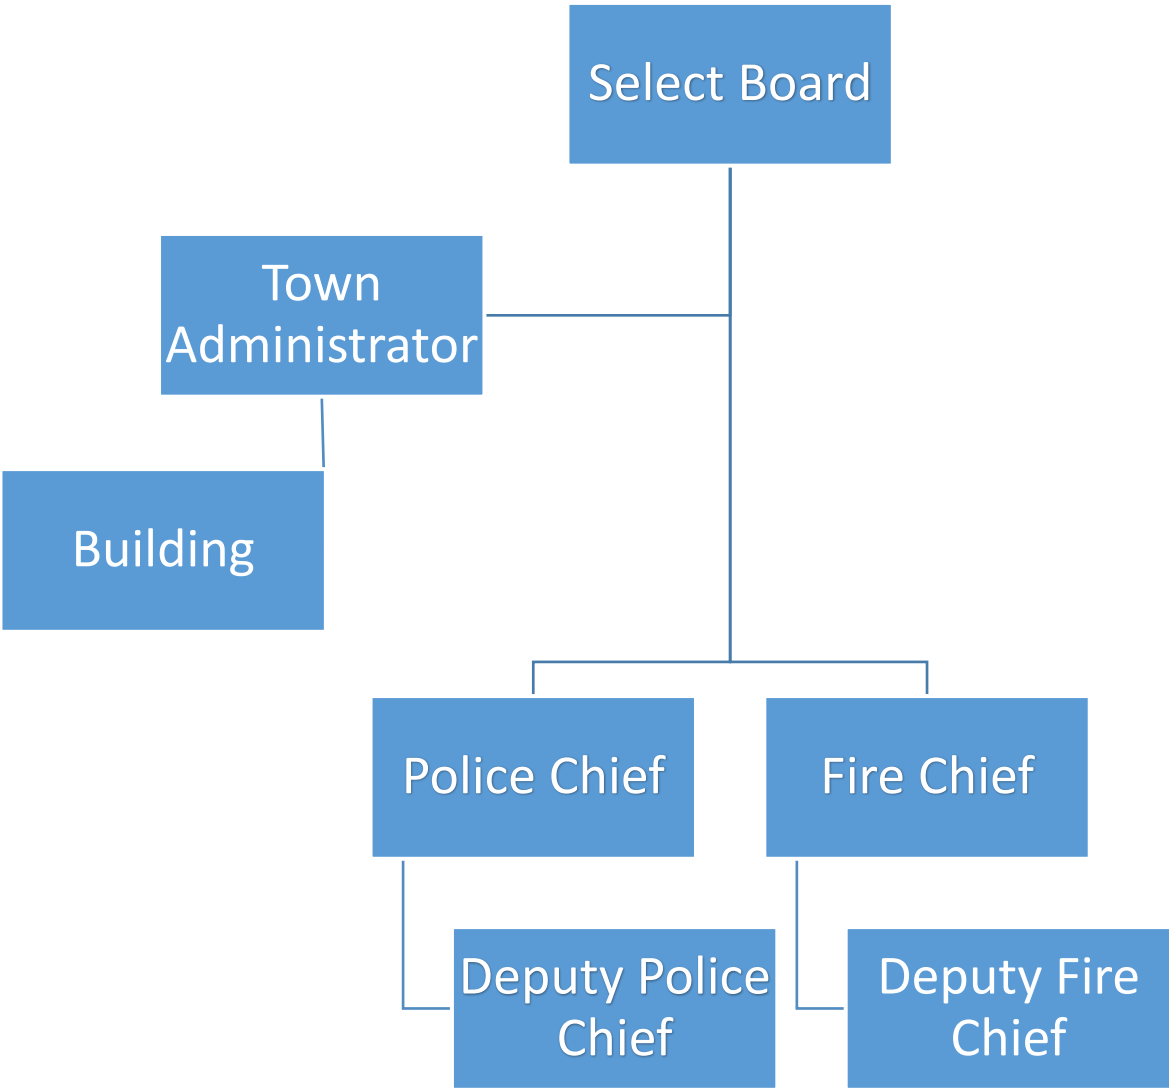 Select Board
Town
Administrator
Building
Police Chief
Fire Chief
Deputy Police
Chief
Deputy Fire
Chief